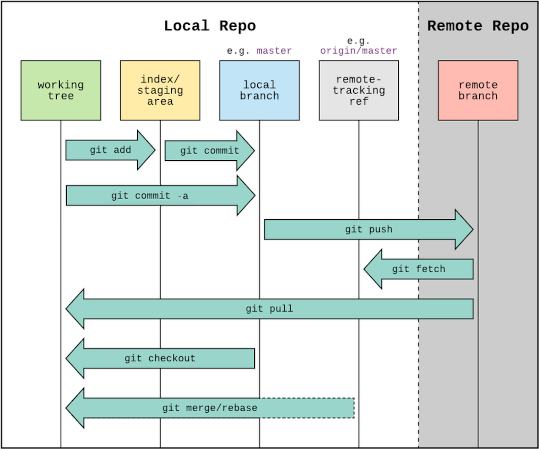 Local Repo
Remote Repo
e.g. master
e.g.
origin/master
working
tree
index/
staging
area
local
branch
remote-
tracking
ref
remote
branch
git add
git commit
git commit -a
git push
git fetch
git pull
git checkout
git merge/rebase